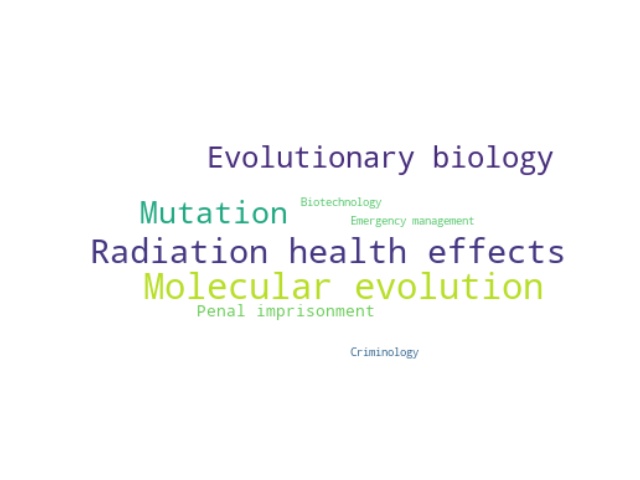 Evolutionary biology
Biotechnology
Mutation
Emergency management
Radiation health effects
Molecular evolution
Penal imprisonment
Criminology